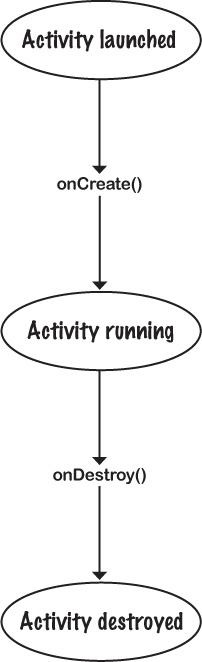 Activity launched
onCreate()
Activity running
onDestroy()
Activity destroyed